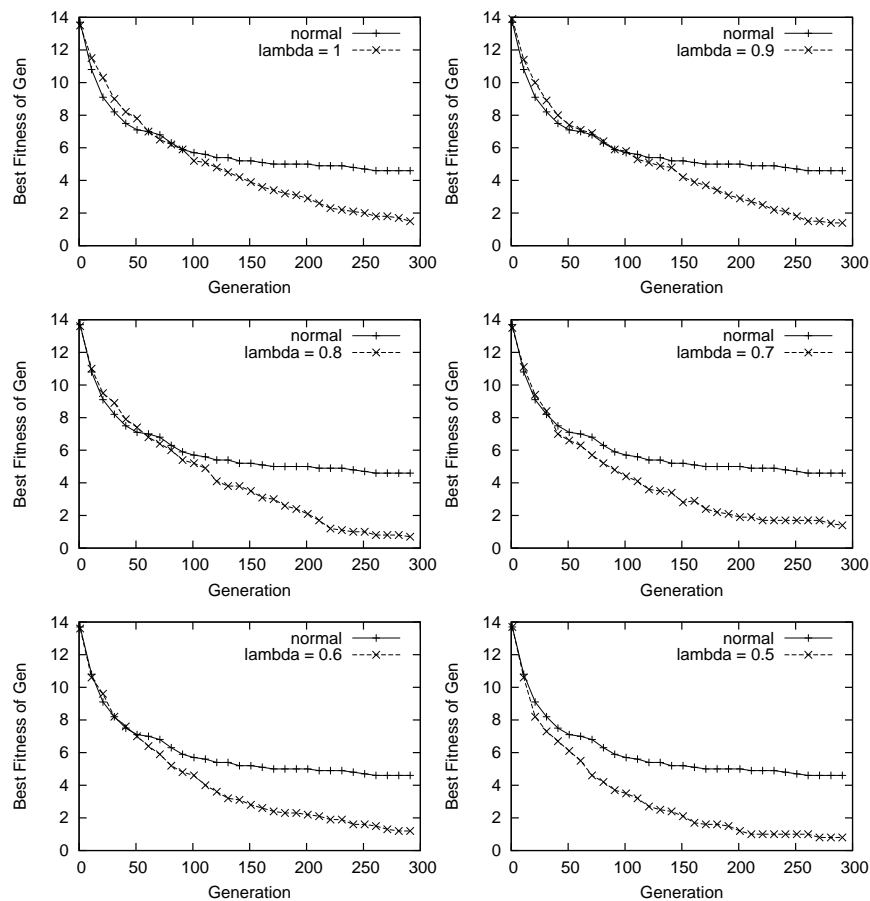 Best Fitness of Gen
14
12
10
8
6
4
2
0
normal
lambda = 1
0 50 100 150 200 250 300
Generation
Best Fitness of Gen
14
12
10
8
6
4
2
0
normal
lambda = 0.9
0 50 100 150 200 250 300
Generation
Best Fitness of Gen
14
12
10
8
6
4
2
0
normal
lambda = 0.8
0 50 100 150 200 250 300
Generation
Best Fitness of Gen
14
12
10
8
6
4
2
0
normal
lambda = 0.7
0 50 100 150 200 250 300
Generation
Best Fitness of Gen
14
12
10
8
6
4
2
0
normal
lambda = 0.6
0 50 100 150 200 250 300
Generation
Best Fitness of Gen
14
12
10
8
6
4
2
0
normal
lambda = 0.5
0 50 100 150 200 250 300
Generation